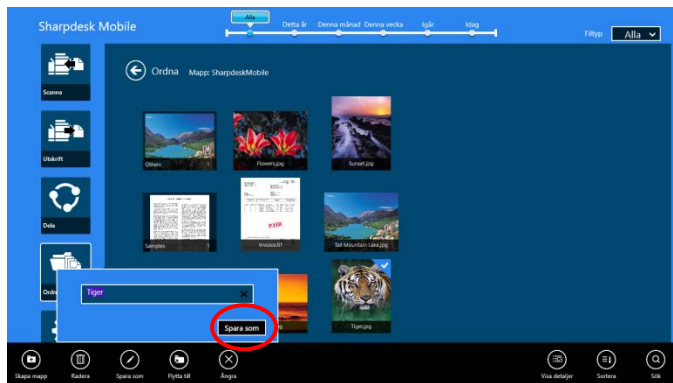 Sharpdesk Mobile
Alla
Detta år
Denna månad
Denna vecka
Igår
Idag
Filtyp
Alla
Ordna
Mapp: SharpdeskMobile
Scanna
Utskrift
Dela
Others 1
Flowers.jpg
Sunset.jpg
Samples 1
Invoice.tif
Tall Mountain Lake.jpg
Tiger.jpg
Tiger
Spara som
Skapa mapp
Radera
Spara som
Flytta till
Ångra
Visa detaljer
Sortera
Sök